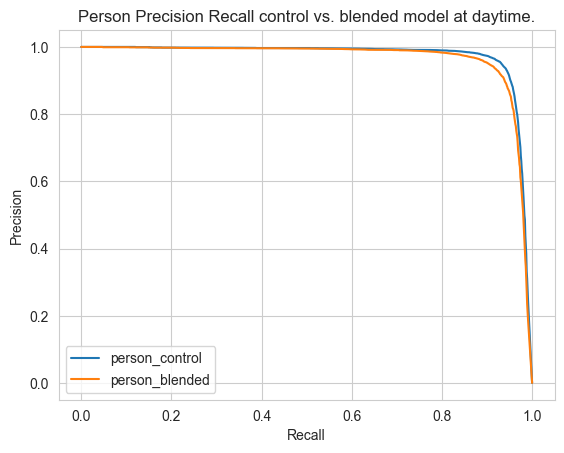 Person Precision Recall control vs. blended model at daytime.
1.0
0.8
0.6
0.4
0.2
0.0
Precision
person_control
person_blended
0.0 0.2 0.4 0.6 0.8 1.0
Recall